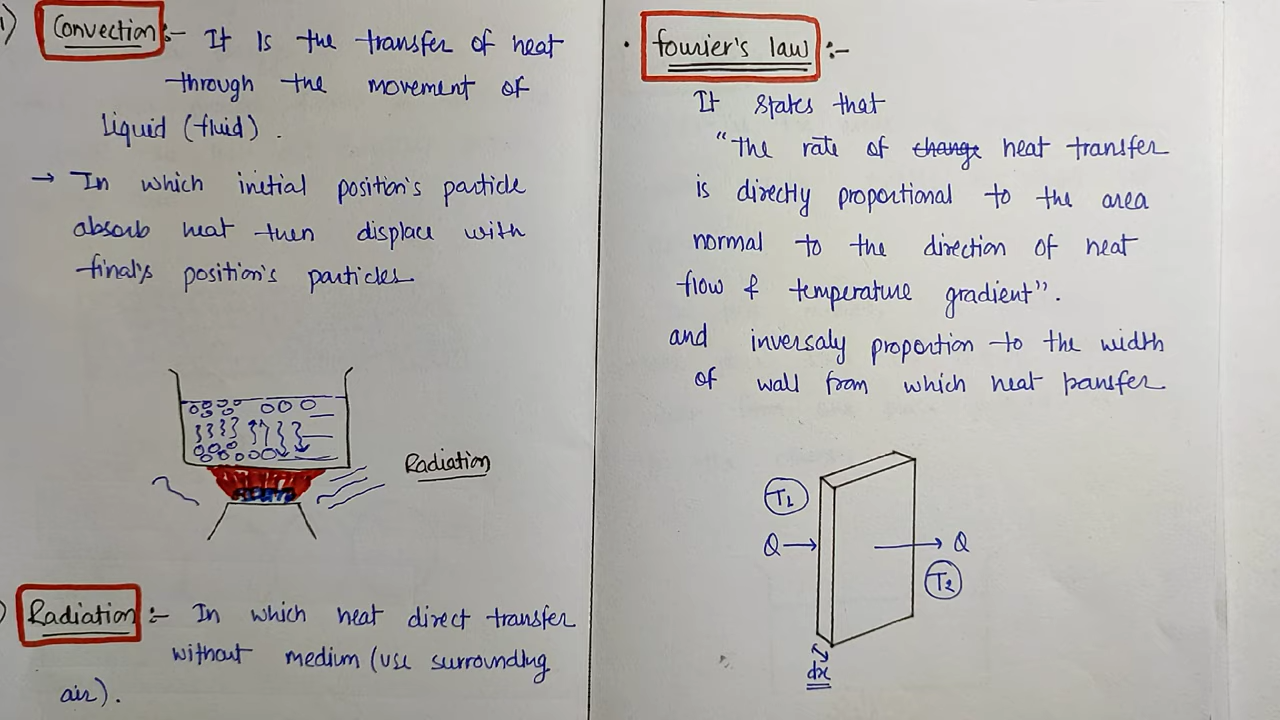 1) Convection :- It Is the transfer of heat
through the movement of
liquid (fluid).
→ In which inetial position's particle
absorb heat then displace with
final's position's particles
Radiation
Radiation :- In which heat direct transfer
without medium (use surrounding
air).
• fourier's law :-
It states that
"the rate of change heat transfer
is directly proportional to the area
normal to the direction of heat
flow & temperature gradient".
and inversaly proportion to the width
of wall from which heat transfer
T1
Q → → Q
T2
dx